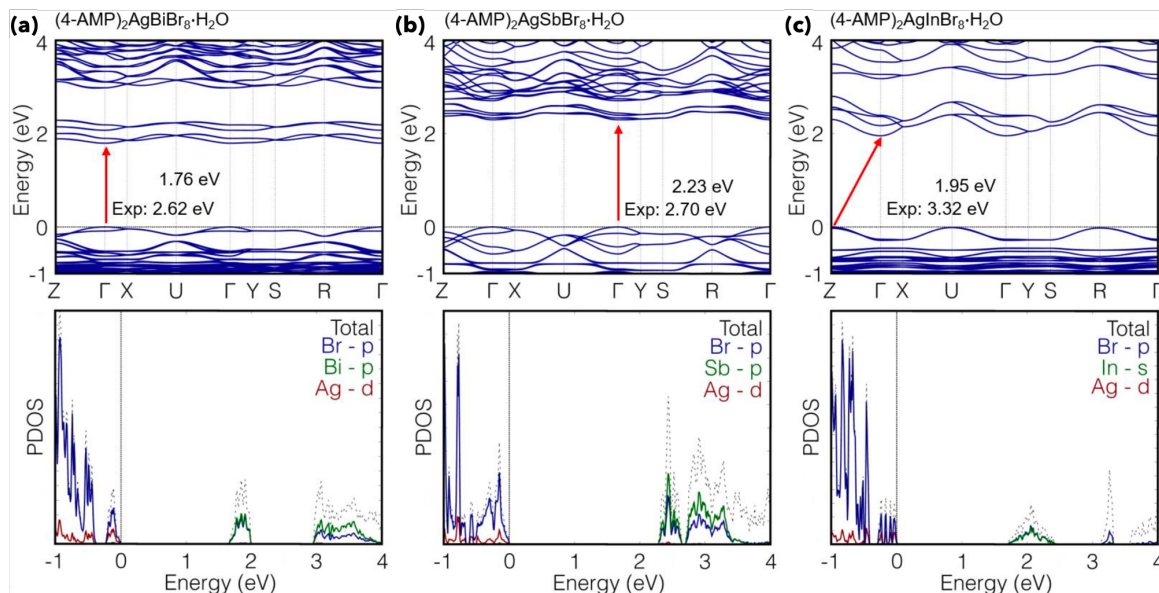 (a) (4-AMP)₂AgBiBr₈·H₂O
4
2
0
-1
Energy (eV)
1.76 eV
Exp: 2.62 eV
Z Γ X U Γ Y S R Γ
(b) (4-AMP)₂AgSbBr₈·H₂O
4
2
0
-1
Energy (eV)
2.23 eV
Exp: 2.70 eV
Z Γ X U Γ Y S R Γ
(c) (4-AMP)₂AgInBr₈·H₂O
4
2
0
-1
Energy (eV)
1.95 eV
Exp: 3.32 eV
Z Γ X U Γ Y S R Γ
PDOS
Total
Br - p
Bi - p
Ag - d
-1 0 1 2 3 4
Energy (eV)
PDOS
Total
Br - p
Sb - p
Ag - d
-1 0 1 2 3 4
Energy (eV)
PDOS
Total
Br - p
In - s
Ag - d
-1 0 1 2 3 4
Energy (eV)